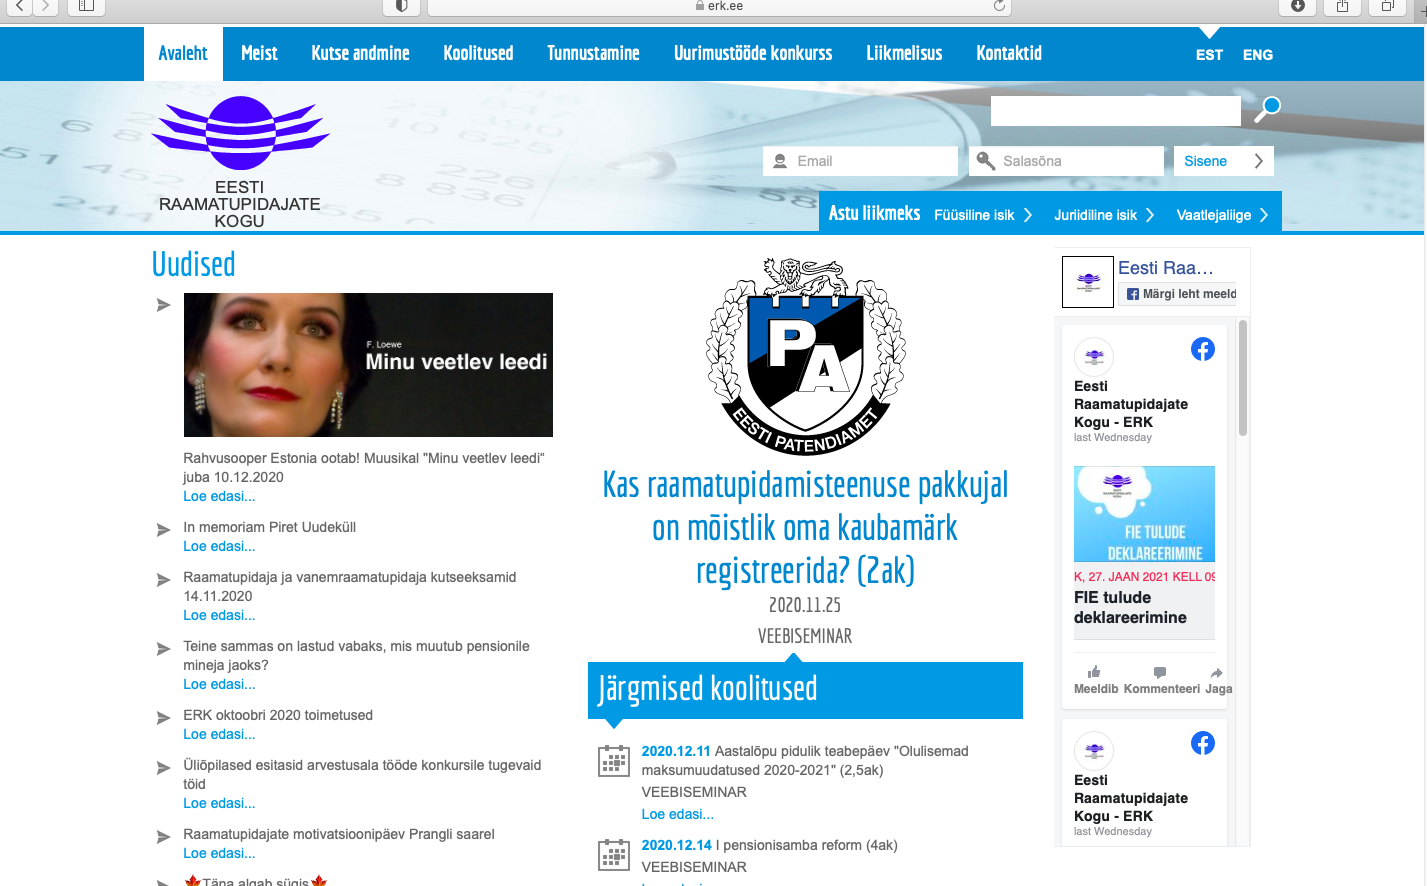 erk.ee
Avaleht Meist Kutse andmine Koolitused Tunnustamine Uurimustööde konkurss Liikmelisus Kontaktid EST ENG
EESTI
RAAMATUPIDAJATE
KOGU
Email Salasõna Sisene
Astu liikmeks Füüsiline isik Juriidiline isik Vaatlejaliige
Uudised
F. Loewe
Minu veetlev leedi
Rahvusooper Estonia ootab! Muusikal "Minu veetlev leedi“
juba 10.12.2020
Loe edasi...
In memoriam Piret Uudeküll
Loe edasi...
Raamatupidaja ja vanemraamatupidaja kutseeksamid
14.11.2020
Loe edasi...
Teine sammas on lastud vabaks, mis muutub pensionile
mineja jaoks?
Loe edasi...
ERK oktoobri 2020 toimetused
Loe edasi...
Üliõpilased esitasid arvestusala tööde konkursile tugevaid
töid
Loe edasi...
Raamatupidajate motivatsioonipäev Prangli saarel
Loe edasi...
🍁Täna algab sügis🍁
PA
EESTI PATENDIAMET
Kas raamatupidamisteenuse pakkujal
on mõistlik oma kaubamärk
registreerida? (2ak)
2020.11.25
VEEBISEMINAR
Järgmised koolitused
2020.12.11 Aastalõpu pidulik teabepäev "Olulisemad
maksumuudatused 2020-2021" (2,5ak)
VEEBISEMINAR
Loe edasi...
2020.12.14 I pensionisamba reform (4ak)
VEEBISEMINAR
Eesti Raa...
Märgi leht meeld
Eesti
Raamatupidajate
Kogu - ERK
last Wednesday
EESTI
RAAMATUPIDAJATE
KOGU
FIE TULUDE
DEKLAREERIMINE
K, 27. JAAN 2021 KELL 09
FIE tulude
deklareerimine
Meeldib Kommenteeri Jaga
Eesti
Raamatupidajate
Kogu - ERK
last Wednesday